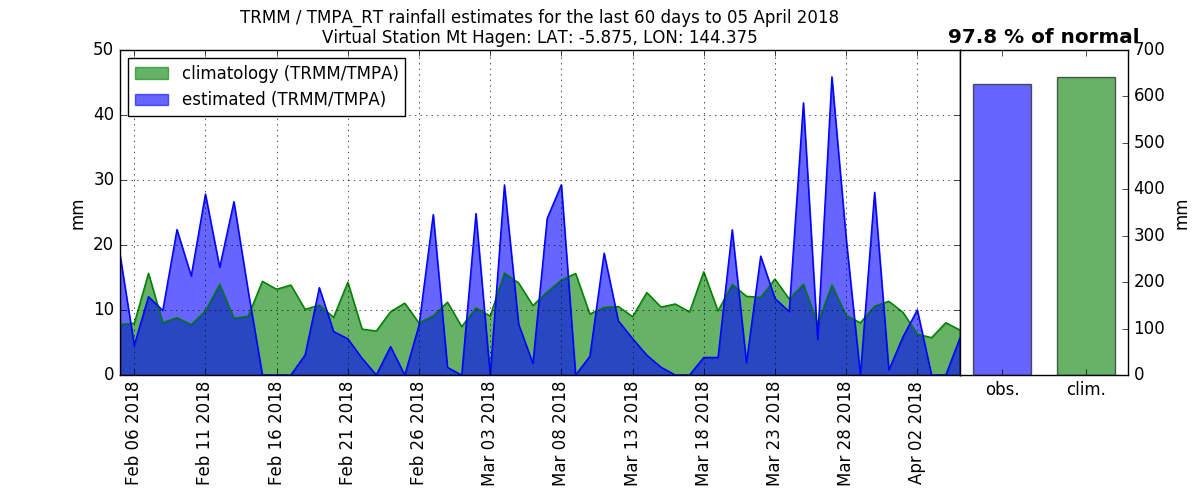 TRMM / TMPA_RT rainfall estimates for the last 60 days to 05 April 2018
Virtual Station Mt Hagen: LAT: -5.875, LON: 144.375
97.8 % of normal
climatology (TRMM/TMPA)
estimated (TRMM/TMPA)
mm
50
40
30
20
10
0
Feb 06 2018
Feb 11 2018
Feb 16 2018
Feb 21 2018
Feb 26 2018
Mar 03 2018
Mar 08 2018
Mar 13 2018
Mar 18 2018
Mar 23 2018
Mar 28 2018
Apr 02 2018
700
600
500
400
300
200
100
0
mm
obs.
clim.